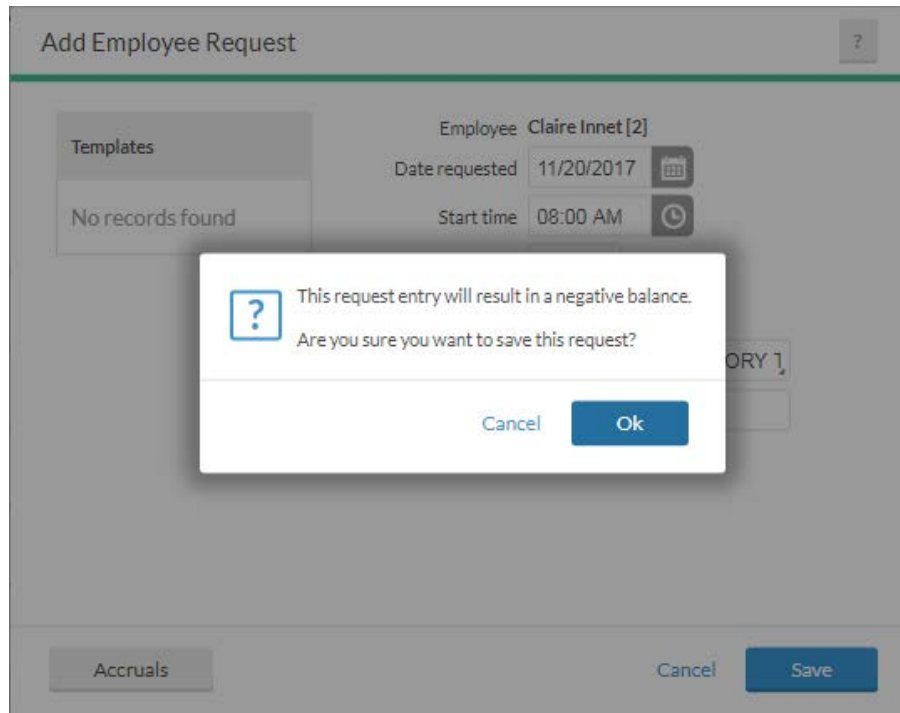 Add Employee Request
?
Templates
No records found
Employee Claire Innet [2]
Date requested 11/20/2017
Start time 08:00 AM
?
This request entry will result in a negative balance.
Are you sure you want to save this request?
Cancel Ok
Accruals
Cancel Save